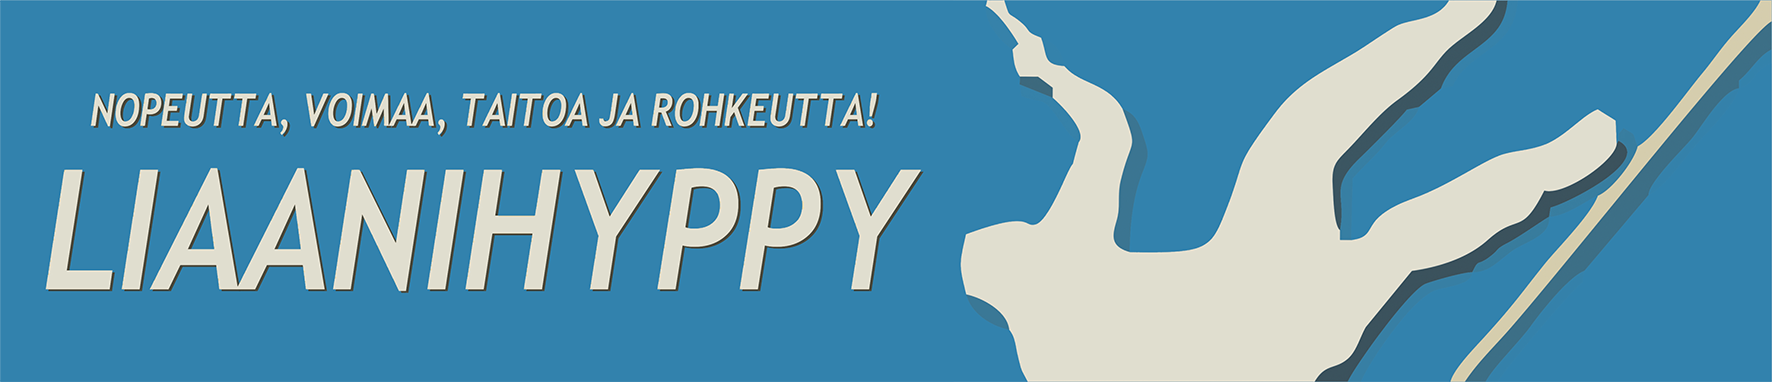 NOPEUTTA, VOIMAA, TAITOA JA ROHKEUTTA!
LIAANIHYPPY